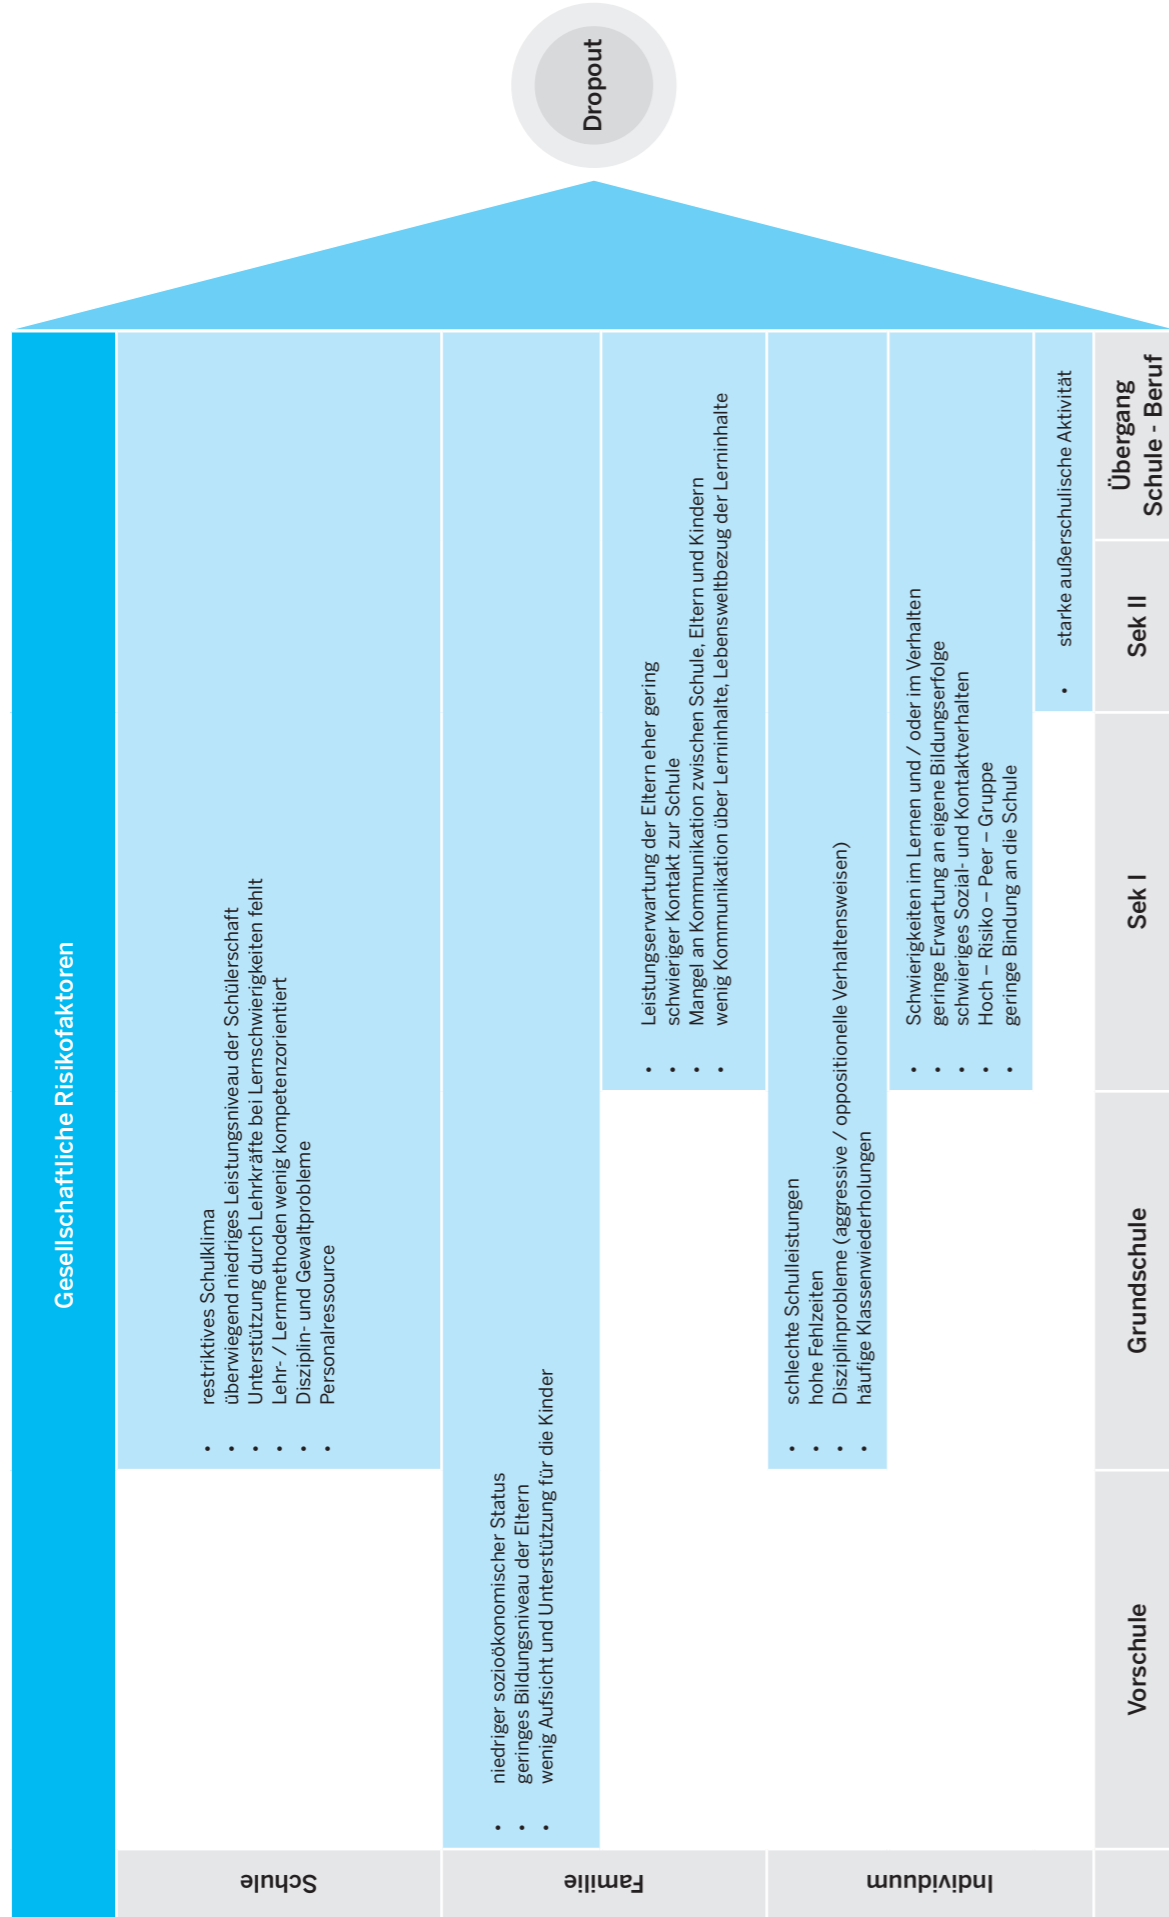 Gesellschaftliche Risikofaktoren
Schule
• restriktives Schulklima
• überwiegend niedriges Leistungsniveau der Schülerschaft
• Unterstützung durch Lehrkräfte bei Lernschwierigkeiten fehlt
• Lehr- / Lernmethoden wenig kompetenzorientiert
• Disziplin- und Gewaltprobleme
• Personalressource
Familie
• niedriger sozioökonomischer Status
• geringes Bildungsniveau der Eltern
• wenig Aufsicht und Unterstützung für die Kinder
• Leistungserwartung der Eltern eher gering
• schwieriger Kontakt zur Schule
• Mangel an Kommunikation zwischen Schule, Eltern und Kindern
• wenig Kommunikation über Lerninhalte, Lebensweltbezug der Lerninhalte
Individuum
• schlechte Schulleistungen
• hohe Fehlzeiten
• Disziplinprobleme (aggressive / oppositionelle Verhaltensweisen)
• häufige Klassenwiederholungen
• Schwierigkeiten im Lernen und / oder im Verhalten
• geringe Erwartung an eigene Bildungserfolge
• schwieriges Sozial- und Kontaktverhalten
• Hoch – Risiko – Peer – Gruppe
• geringe Bindung an die Schule
• starke außerschulische Aktivität
Vorschule
Grundschule
Sek I
Sek II
Übergang
Schule - Beruf
Dropout